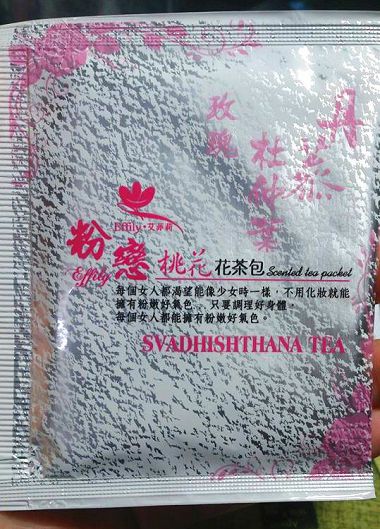 玫瑰
杜仲葉
丹
Effily·艾菲莉
粉戀桃花花茶包
Effily Scented tea packet
每個女人都渴望能像少女時一樣，不用化妝就能
擁有粉嫩好氣色，只要調理好身體，
每個女人都能擁有粉嫩好氣色。
SVADHISHTHANA TEA